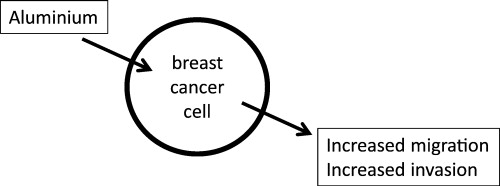 Aluminium
breast
cancer
cell
Increased migration
Increased invasion